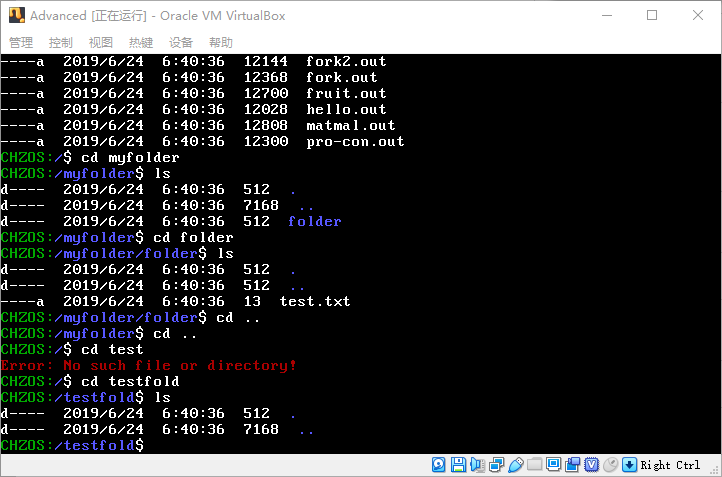 Advanced [正在运行] - Oracle VM VirtualBox
管理 控制 视图 热键 设备 帮助
----a 2019/6/24 6:40:36 12144 fork2.out
----a 2019/6/24 6:40:36 12368 fork.out
----a 2019/6/24 6:40:36 12700 fruit.out
----a 2019/6/24 6:40:36 12028 hello.out
----a 2019/6/24 6:40:36 12808 matmal.out
----a 2019/6/24 6:40:36 12300 pro-con.out
CHZOS:/$ cd myfolder
CHZOS:/myfolder$ ls
d---- 2019/6/24 6:40:36 512 .
d---- 2019/6/24 6:40:36 7168 ..
d---- 2019/6/24 6:40:36 512 folder
CHZOS:/myfolder$ cd folder
CHZOS:/myfolder/folder$ ls
d---- 2019/6/24 6:40:36 512 .
d---- 2019/6/24 6:40:36 512 ..
----a 2019/6/24 6:40:36 13 test.txt
CHZOS:/myfolder/folder$ cd ..
CHZOS:/myfolder$ cd ..
CHZOS:/$ cd test
Error: No such file or directory!
CHZOS:/$ cd testfold
CHZOS:/testfold$ ls
d---- 2019/6/24 6:40:36 512 .
d---- 2019/6/24 6:40:36 7168 ..
CHZOS:/testfold$
Right Ctrl